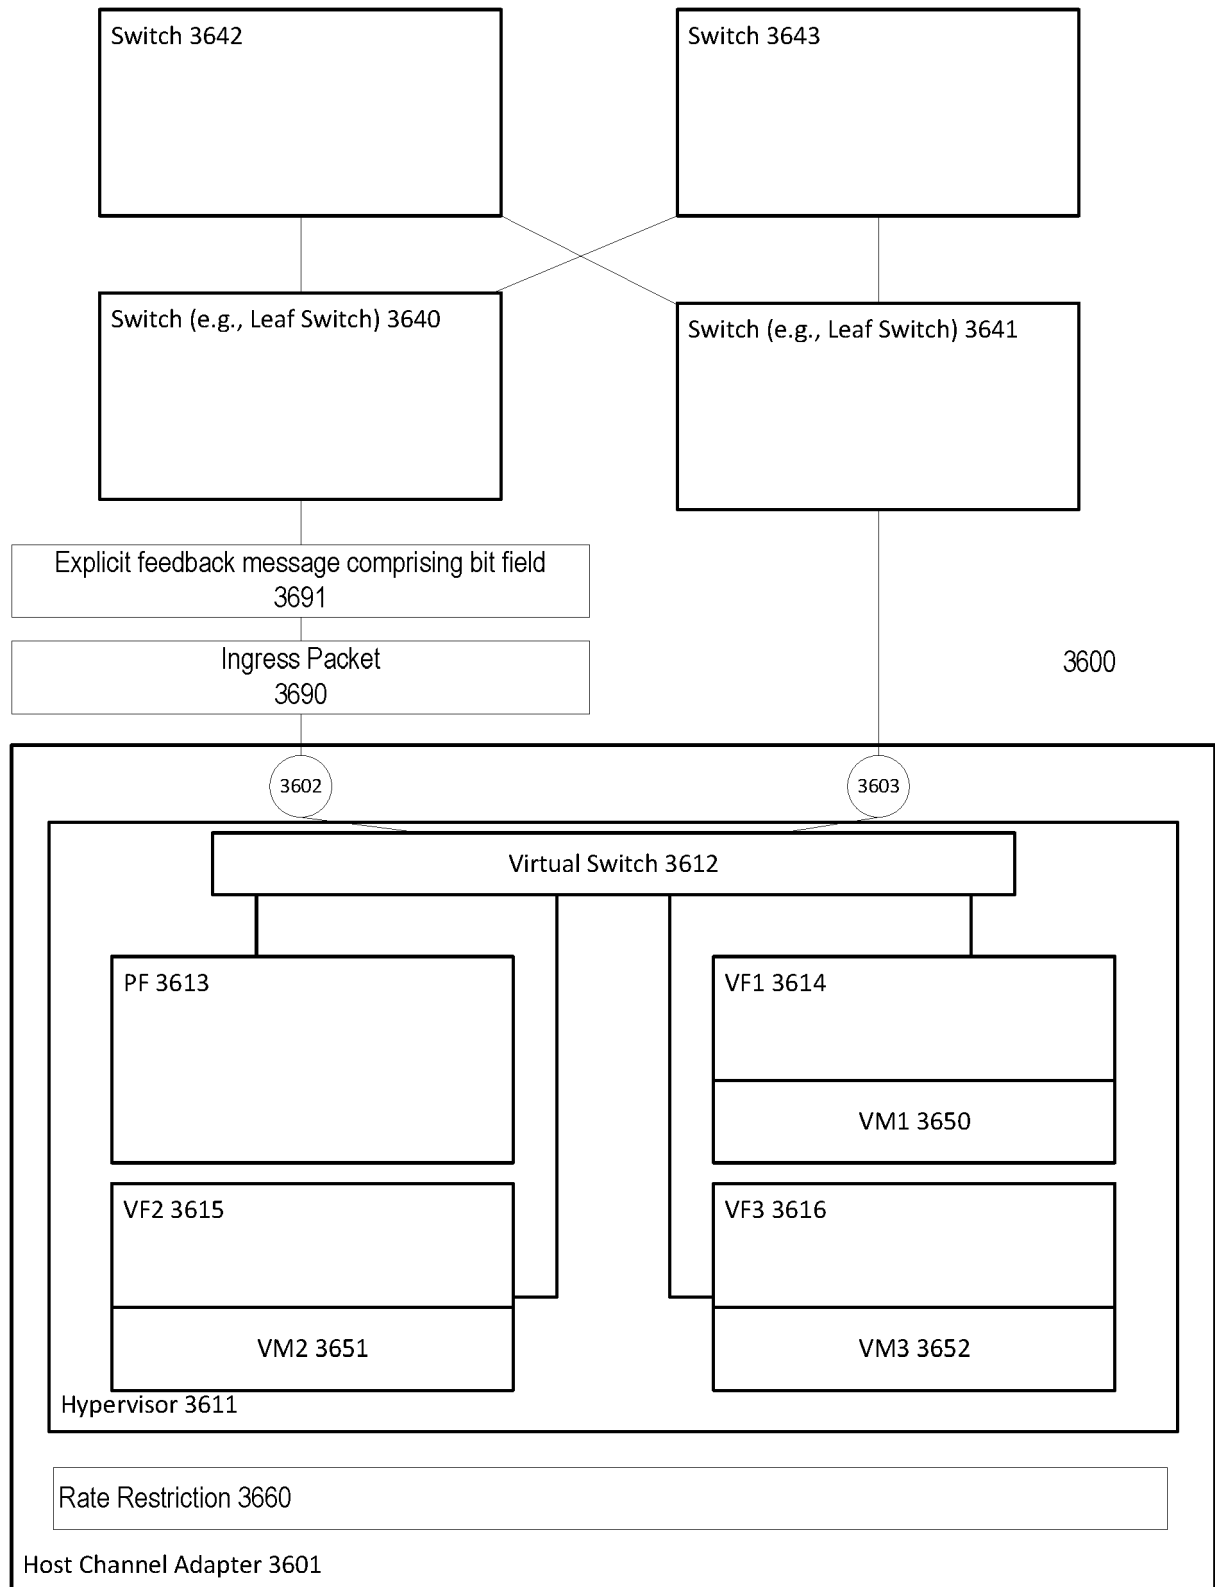 Switch 3642
Switch 3643
Switch (e.g., Leaf Switch) 3640
Switch (e.g., Leaf Switch) 3641
Explicit feedback message comprising bit field
3691
Ingress Packet
3690
3600
3602
3603
Virtual Switch 3612
PF 3613
VF1 3614
VM1 3650
VF2 3615
VF3 3616
VM2 3651
VM3 3652
Hypervisor 3611
Rate Restriction 3660
Host Channel Adapter 3601